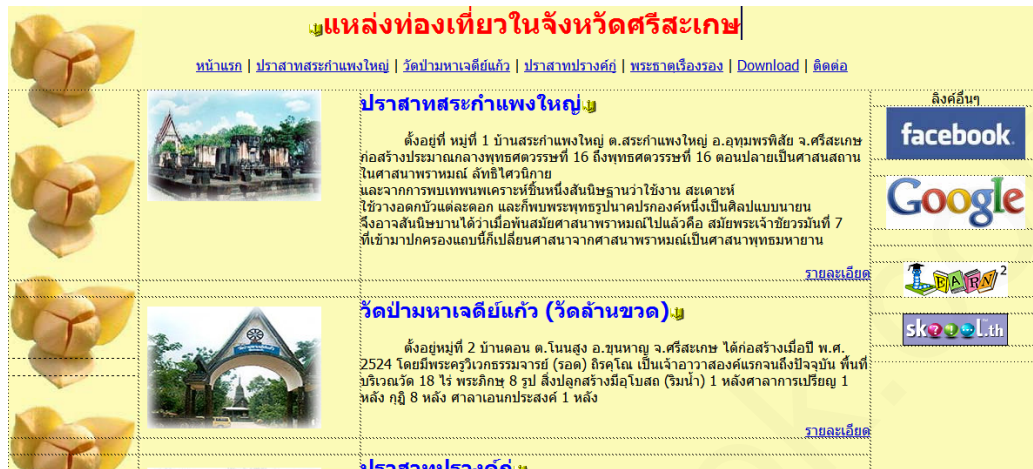 แหล่งท่องเที่ยวในจังหวัดศรีสะเกษ
หน้าแรก | ปราสาทสระกำแพงใหญ่ | วัดป่ามหาเจดีย์แก้ว | ปราสาทปรางค์กู่ | พระธาตุเรืองรอง | Download | ติดต่อ
ปราสาทสระกำแพงใหญ่
ตั้งอยู่ที่ หมู่ที่ 1 บ้านสระกำแพงใหญ่ ต.สระกำแพงใหญ่ อ.อุทุมพรพิสัย จ.ศรีสะเกษ
ก่อสร้างประมาณกลางพุทธศตวรรษที่ 16 ถึงพุทธศตวรรษที่ 16 ตอนปลายเป็นศาสนสถาน
ในศาสนาพราหมณ์ ลัทธิไศวนิกาย
และจากการพบเทพนพเคราะห์ชิ้นหนึ่งสันนิษฐานว่าใช้งาน สะเดาะห์
ใช้วางอดกบัวแต่ละดอก และก็พบพระพุทธรูปนาคปรกองค์หนึ่งเป็นศิลปแบบนายน
จึงอาจสันนิษบานได้ว่าเมื่อพ้นสมัยศาสนาพราหมณ์ไปแล้วคือ สมัยพระเจ้าชัยวรมันที่ 7
ที่เข้ามาปกครองแถบนี้ก็เปลี่ยนศาสนาจากศาสนาพราหมณ์เป็นศาสนาพุทธมหายาน
รายละเอียด
วัดป่ามหาเจดีย์แก้ว (วัดล้านขวด)
ตั้งอยู่หมู่ที่ 2 บ้านดอน ต.โนนสูง อ.ขุนหาญ จ.ศรีสะเกษ ได้ก่อสร้างเมื่อปี พ.ศ.
2524 โดยมีพระครูวิเวกธรรมจารย์ (รอด) ถิรคุโณ เป็นเจ้าอาวาสองค์แรกจนถึงปัจจุบัน พื้นที่
บริเวณวัด 18 ไร่ พระภิกษุ 8 รูป สิ่งปลูกสร้างมีอุโบสถ (ริมน้ำ) 1 หลังศาลาการเปรียญ 1
หลัง กุฏิ 8 หลัง ศาลาเอนกประสงค์ 1 หลัง
รายละเอียด
ปราสาทปรางค์กู่
ลิงค์อื่นๆ
facebook
Google
LEARN 2
skoool.th